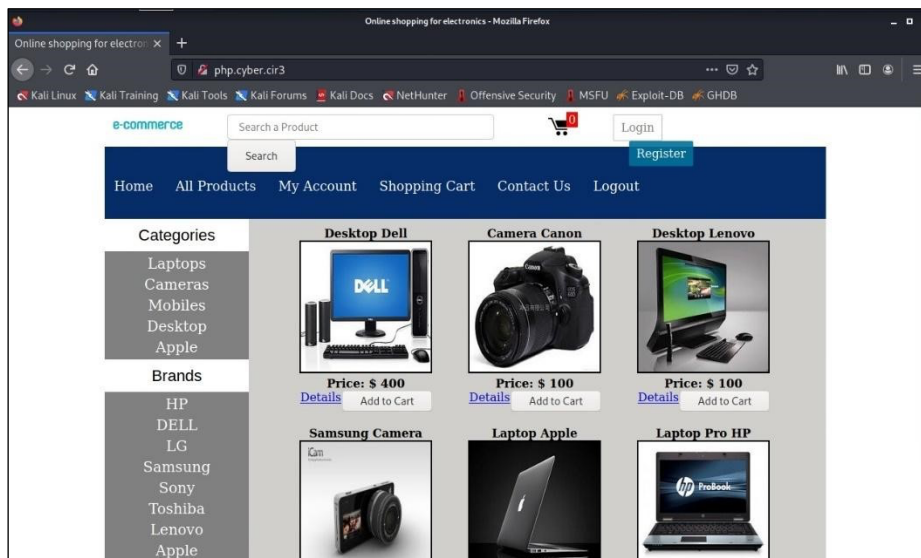 Online shopping for electronics - Mozilla Firefox
Online shopping for electron
php.cyber.cir3
Kali Linux Kali Training Kali Tools Kali Forums Kali Docs NetHunter Offensive Security MSFU Exploit-DB GHDB
e-commerce Search a Product 0 Login
Search Register
Home All Products My Account Shopping Cart Contact Us Logout
Categories
Laptops
Cameras
Mobiles
Desktop
Apple
Brands
HP
DELL
LG
Samsung
Sony
Toshiba
Lenovo
Apple
Desktop Dell Camera Canon Desktop Lenovo
DELL Canon
Price: $ 400 Price: $ 100 Price: $ 100
Details Add to Cart Details Add to Cart Details Add to Cart
Samsung Camera Laptop Apple Laptop Pro HP
iCam
hp ProBook